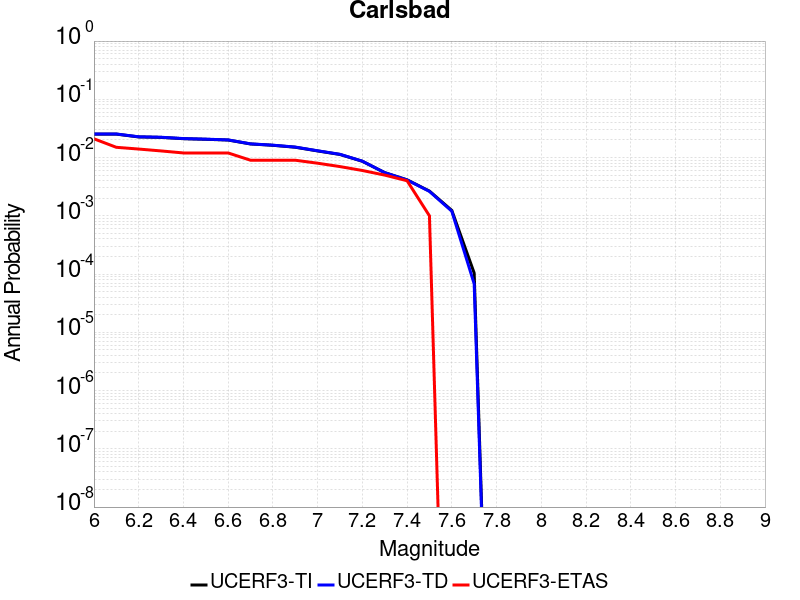 Carlsbad
10^0
10^-1
10^-2
10^-3
10^-4
10^-5
10^-6
10^-7
10^-8
Annual Probability
6 6.2 6.4 6.6 6.8 7 7.2 7.4 7.6 7.8 8 8.2 8.4 8.6 8.8 9
Magnitude
UCERF3-TI UCERF3-TD UCERF3-ETAS